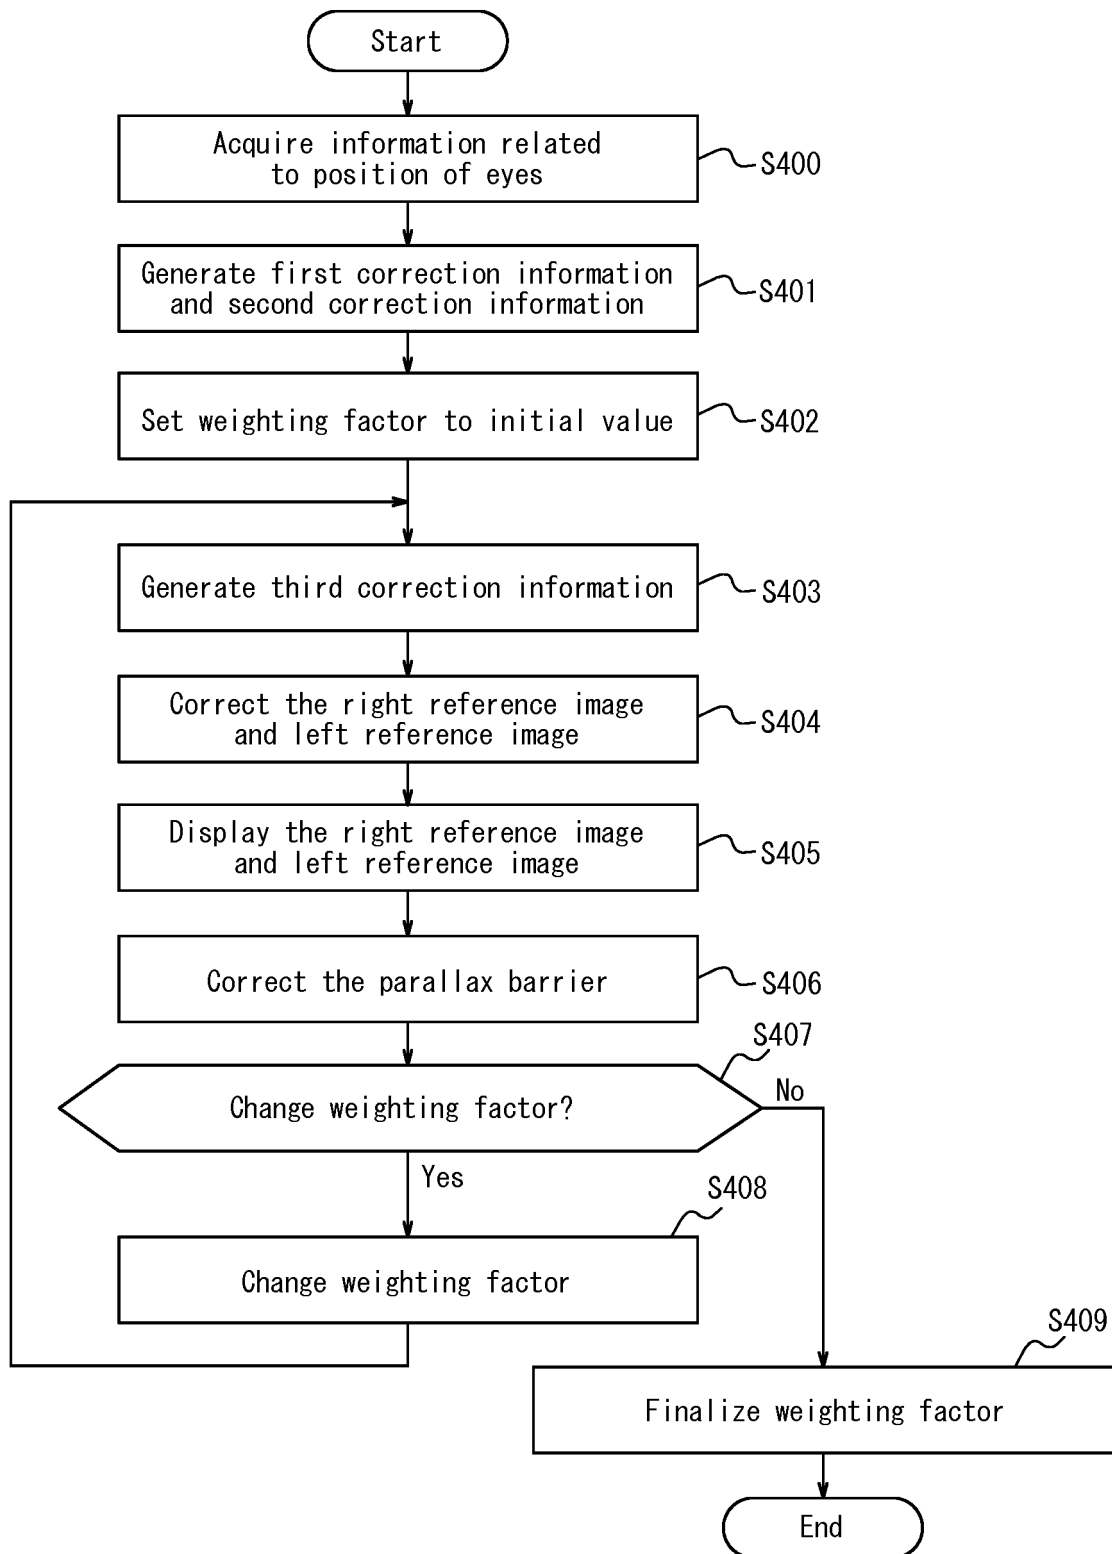 Start
Acquire information related
to position of eyes
S400
Generate first correction information
and second correction information
S401
Set weighting factor to initial value
S402
Generate third correction information
S403
Correct the right reference image
and left reference image
S404
Display the right reference image
and left reference image
S405
Correct the parallax barrier
S406
S407
Change weighting factor?
No
Yes
S408
Change weighting factor
S409
Finalize weighting factor
End